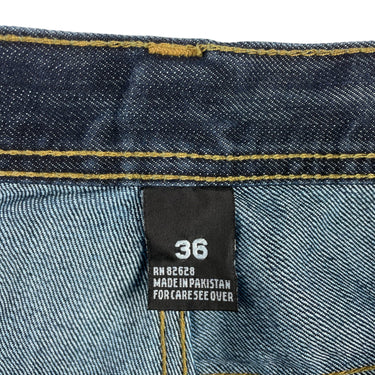 36
RN 82628
MADE IN PAKISTAN
FOR CARE SEE OVER